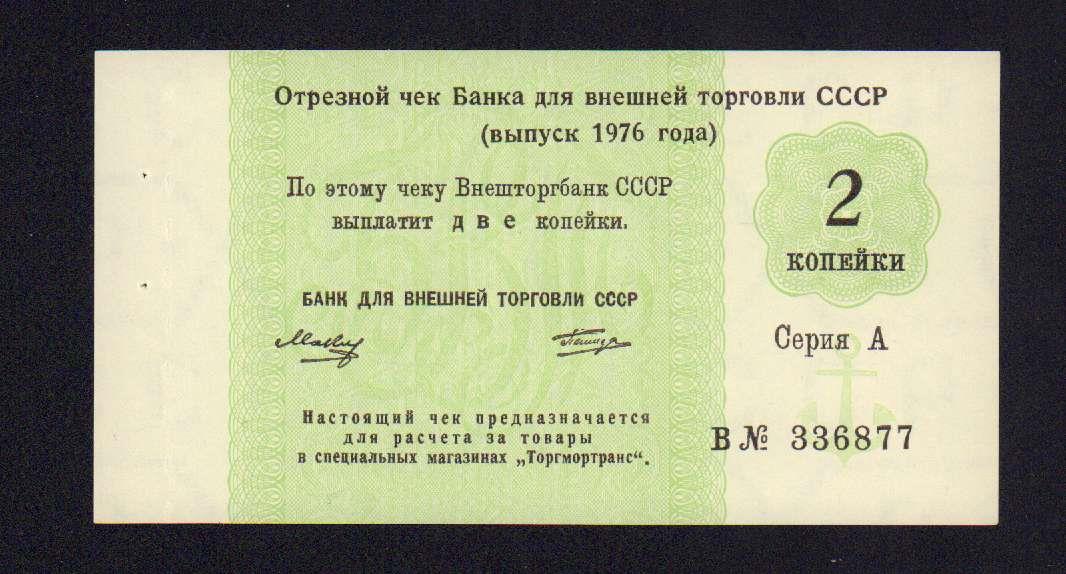 Отрезной чек Банка для внешней торговли СССР
(выпуск 1976 года)
По этому чеку Внешторгбанк СССР
выплатит две копейки.
2
КОПЕЙКИ
БАНК ДЛЯ ВНЕШНЕЙ ТОРГОВЛИ СССР
Серия А
Настоящий чек предназначается
для расчета за товары
в специальных магазинах „Торгмортранс“.
В № 336877